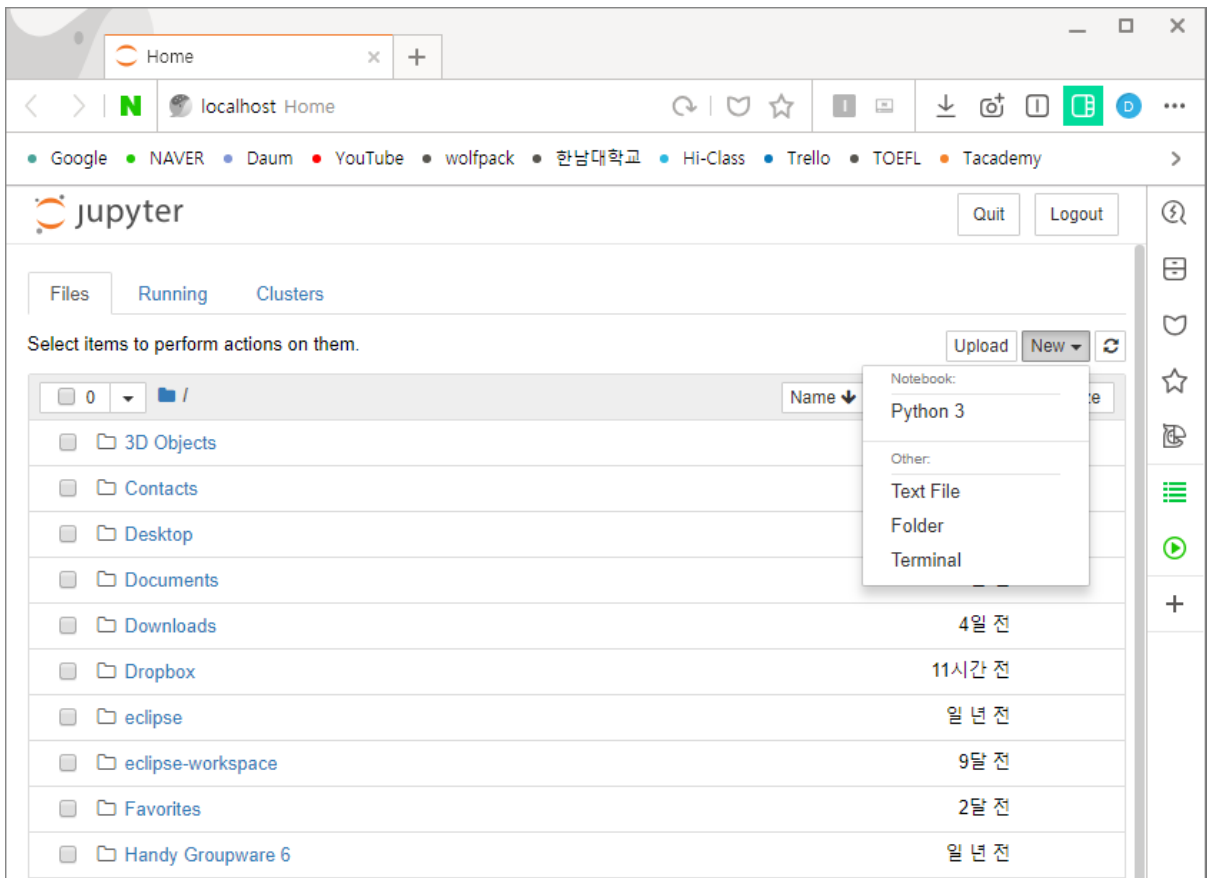 Home
N localhost Home
Google NAVER Daum YouTube wolfpack 한남대학교 Hi-Class Trello TOEFL Tacademy
jupyter Quit Logout
Files Running Clusters
Select items to perform actions on them. Upload New
0 / Name
Notebook:
Python 3
Other:
Text File
Folder
Terminal
3D Objects
Contacts
Desktop
Documents
Downloads 4일 전
Dropbox 11시간 전
eclipse 일 년 전
eclipse-workspace 9달 전
Favorites 2달 전
Handy Groupware 6 일 년 전